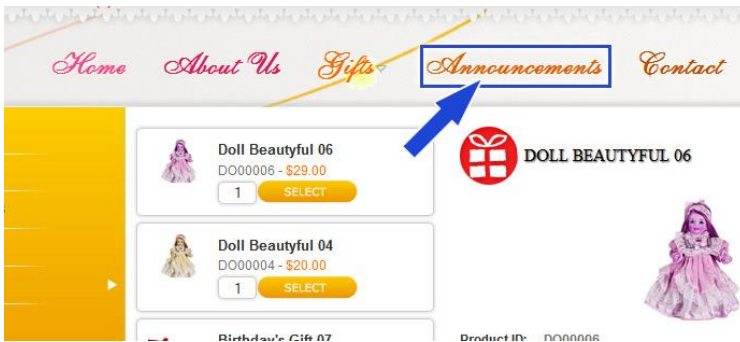 Home About Us Gifts Announcements Contact
Doll Beautyful 06
DO00006 - $29.00
1 SELECT
Doll Beautyful 04
DO00004 - $20.00
1 SELECT
Birthday's Gift 07
DOLL BEAUTYFUL 06
Product ID: DO00006